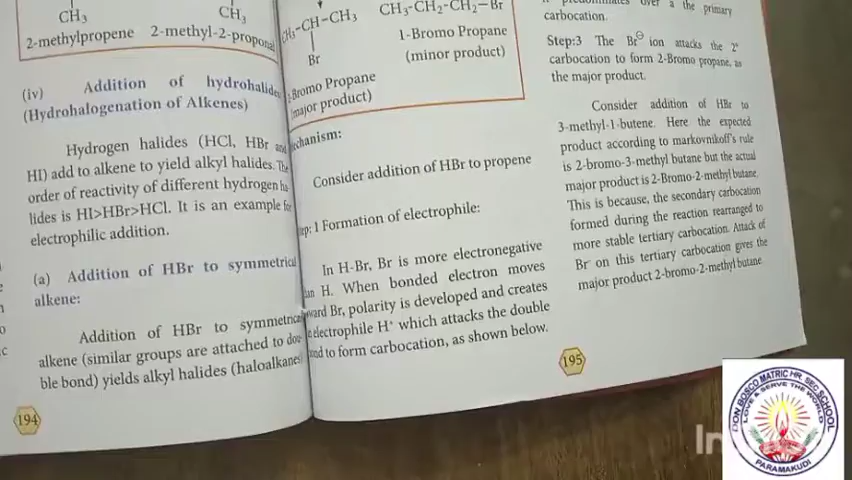 CH₃
CH₃
2-methylpropene 2-methyl-2-propanol
(iv) Addition of hydrohalides
(Hydrohalogenation of Alkenes)
Hydrogen halides (HCl, HBr and
HI) add to alkene to yield alkyl halides. The
order of reactivity of different hydrogen ha-
lides is HI>HBr>HCl. It is an example for
electrophilic addition.
(a) Addition of HBr to symmetrical
alkene:
Addition of HBr to symmetrical
alkene (similar groups are attached to dou-
ble bond) yields alkyl halides (haloalkanes)
194
CH₃-CH-CH₃
Br
Bromo Propane
major product)
CH₃-CH₂-CH₂-Br
1-Bromo Propane
(minor product)
Mechanism:
Consider addition of HBr to propene
Step: 1 Formation of electrophile:
In H-Br, Br is more electronegative
than H. When bonded electron moves
toward Br, polarity is developed and creates
electrophile H⁺ which attacks the double
bond to form carbocation, as shown below.
over a the primary
carbocation.
Step:3 The Br⊖ ion attacks the 2°
carbocation to form 2-Bromo propane, as
the major product.
Consider addition of HBr to
3-methyl-1-butene. Here the expected
product according to markovnikoff's rule
is 2-bromo-3-methyl butane but the actual
major product is 2-Bromo-2-methyl butane.
This is because, the secondary carbocation
formed during the reaction rearranged to
more stable tertiary carbocation. Attack of
Br⁻ on this tertiary carbocation gives the
major product 2-bromo-2-methyl butane
195
DON BOSCO MATRIC HR. SEC SCHOOL
LOVE & SERVE THE WORLD
PARAMAKUDI